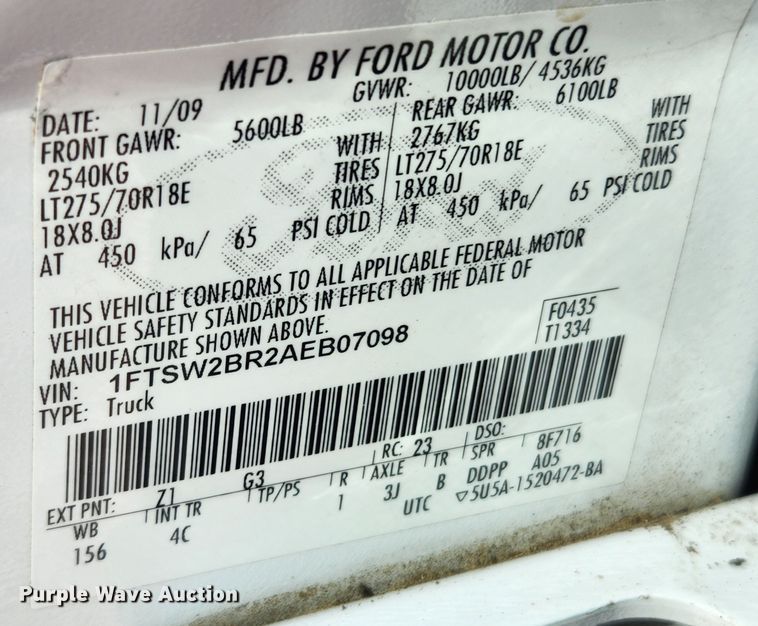 MFD. BY FORD MOTOR CO.
DATE: 11/09 GVWR: 10000LB/ 4536KG
FRONT GAWR: 5600LB REAR GAWR: 6100LB
2540KG WITH 2767KG WITH
LT275/70R18E TIRES LT275/70R18E TIRES
18X8.0J RIMS 18X8.0J RIMS
AT 450 kPa/ 65 PSI COLD AT 450 kPa/ 65 PSI COLD
THIS VEHICLE CONFORMS TO ALL APPLICABLE FEDERAL MOTOR
VEHICLE SAFETY STANDARDS IN EFFECT ON THE DATE OF
MANUFACTURE SHOWN ABOVE.
VIN: 1FTSW2BR2AEB07098 F0435
TYPE: Truck T1334
EXT PNT: Z1 G3 RC: 23 DSO:
WB INT TR TP/PS R AXLE TR SPR 8F716
156 4C 1 3J B DDPP A05
UTC ▽5U5A-1520472-BA
Purple Wave Auction®